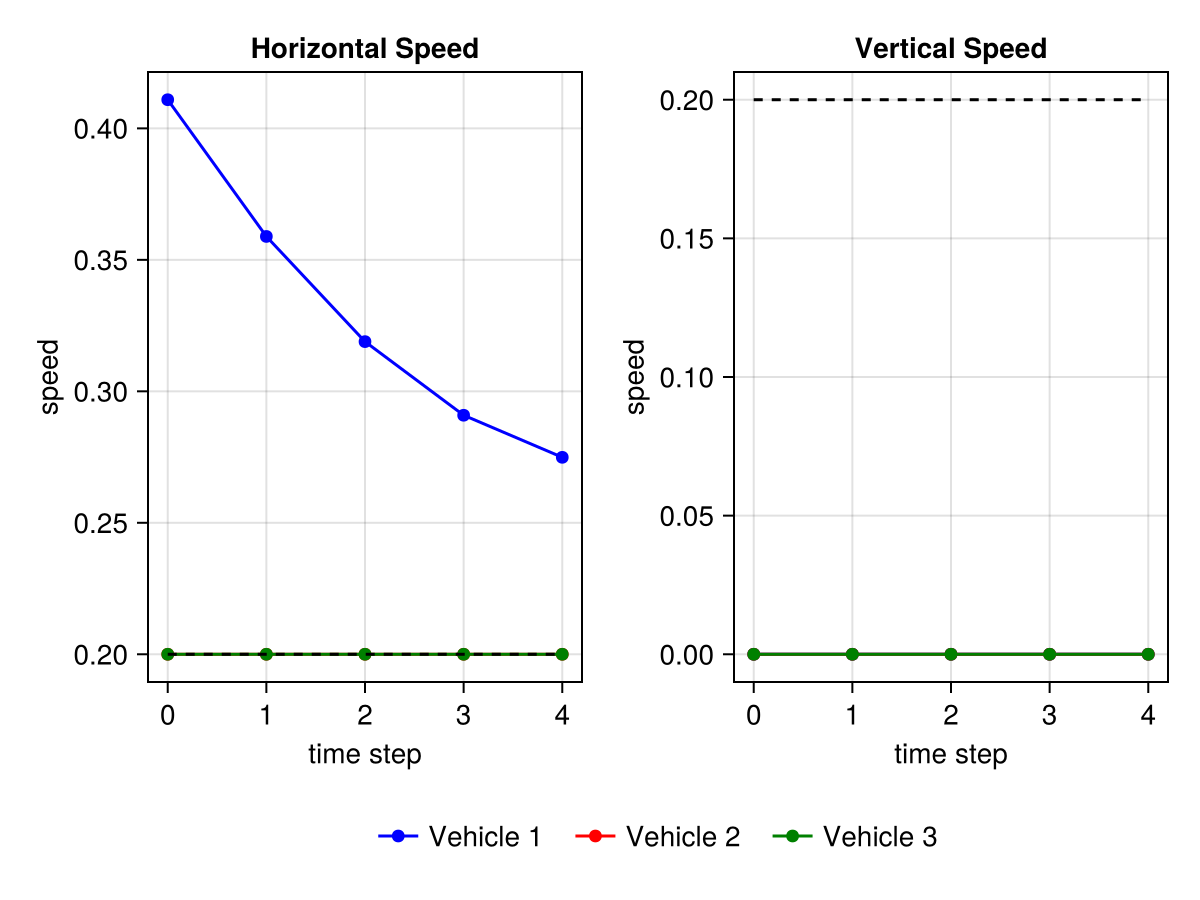 Horizontal Speed
speed
0.40
0.35
0.30
0.25
0.20
0 1 2 3 4
time step
Vertical Speed
speed
0.20
0.15
0.10
0.05
0.00
0 1 2 3 4
time step
Vehicle 1 Vehicle 2 Vehicle 3